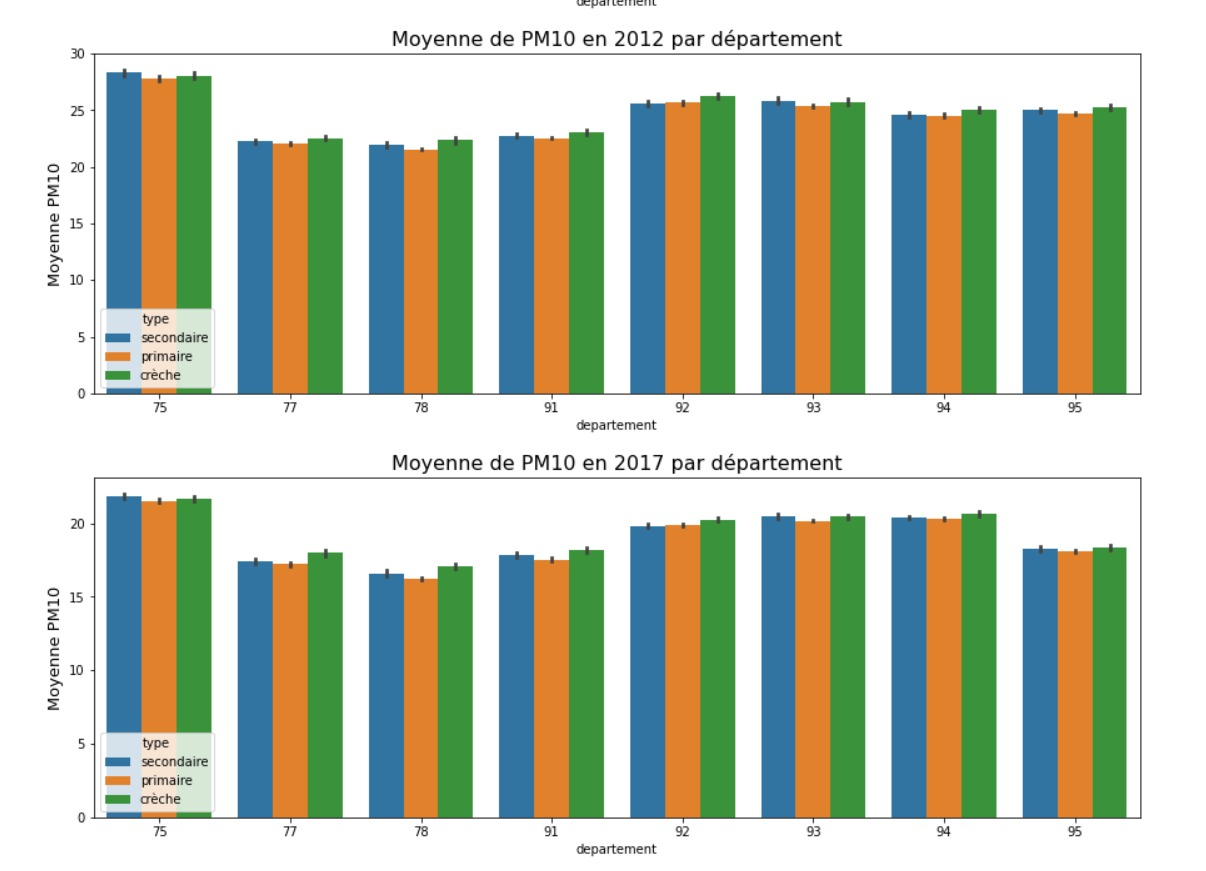 departement
Moyenne de PM10 en 2012 par département
Moyenne PM10
30
25
20
15
10
5
0
type
secondaire
primaire
crèche
75 77 78 91 92 93 94 95
departement
Moyenne de PM10 en 2017 par département
Moyenne PM10
20
15
10
5
0
type
secondaire
primaire
crèche
75 77 78 91 92 93 94 95
departement